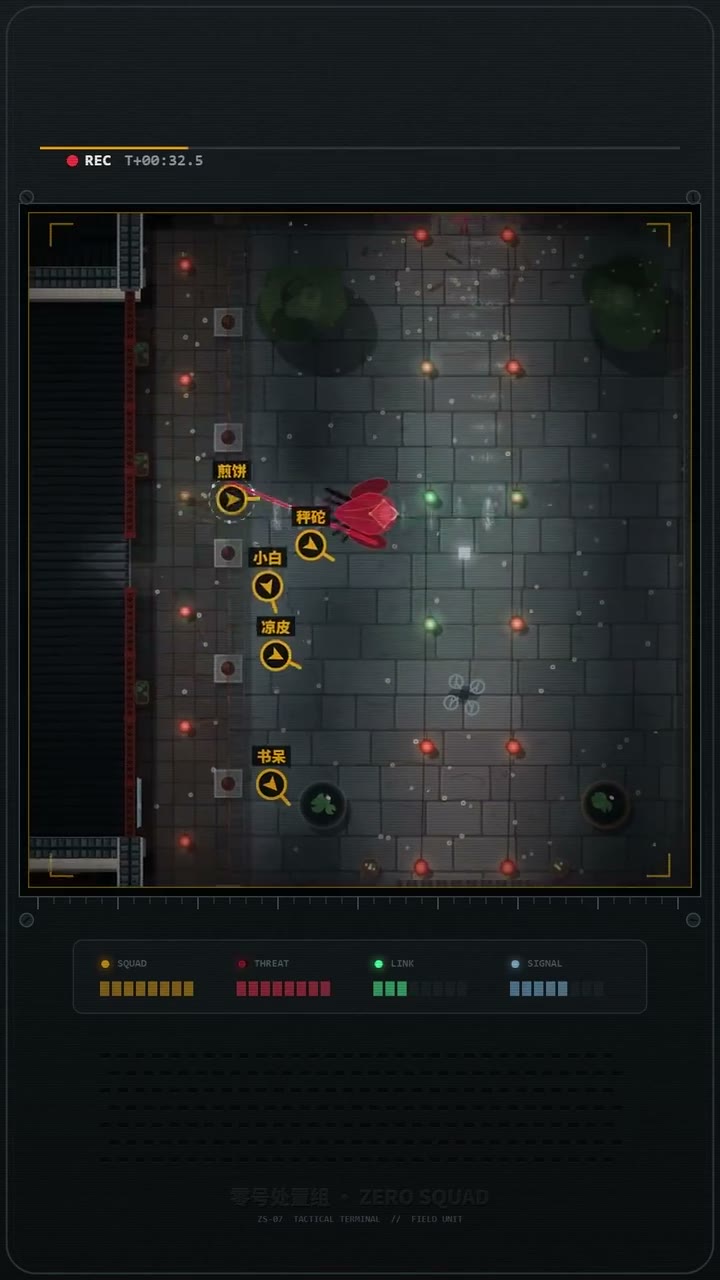 REC T+00:32.5
煎饼
秤砣
小白
凉皮
书呆
SQUAD THREAT LINK SIGNAL
零号处置组 · ZERO SQUAD
ZS-07 TACTICAL TERMINAL // FIELD UNIT